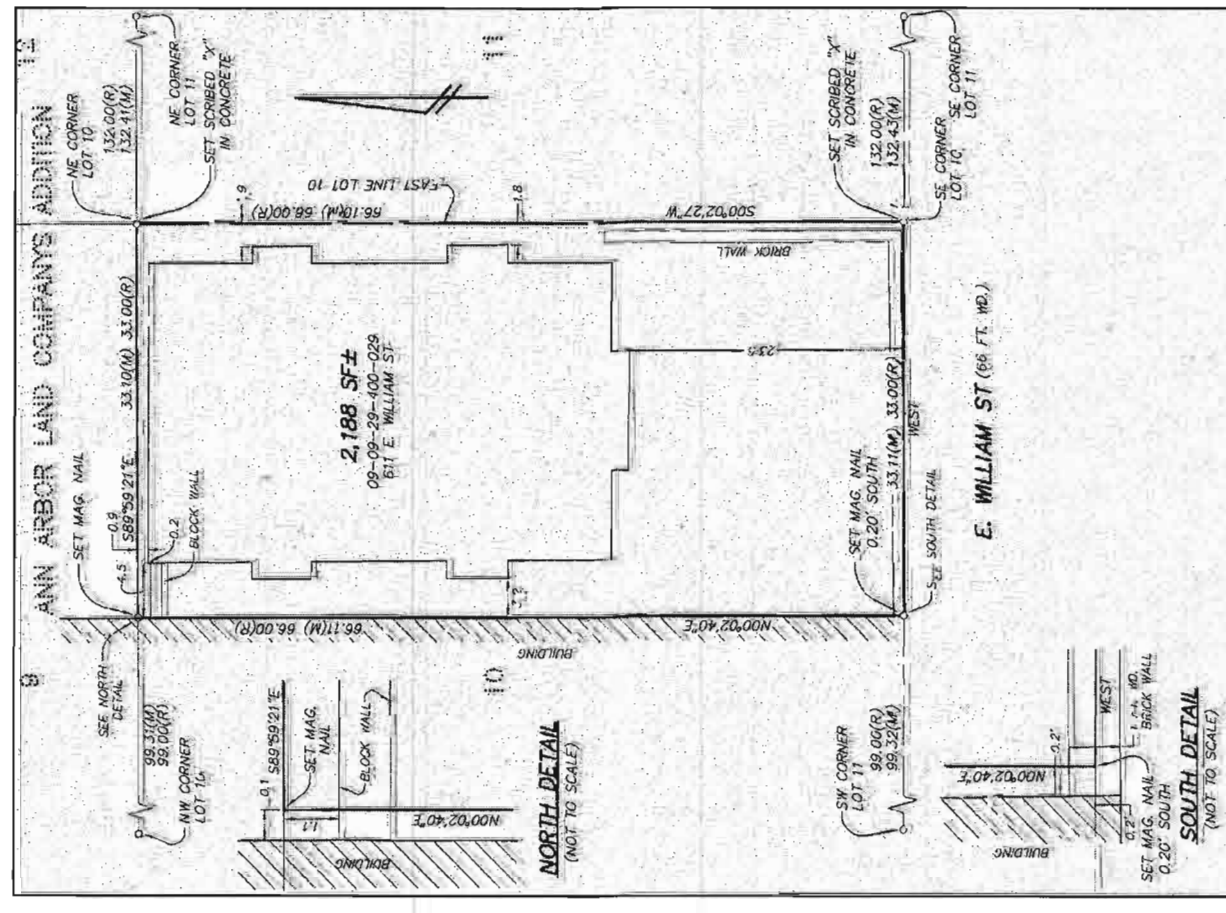 ANN ARBOR LAND COMPANYS ADDITION
12
NE CORNER
LOT 10
132.00(R)
132.41(M)
NE CORNER
LOT 11
SET SCRIBED "X"
IN CONCRETE
11
SET MAG. NAIL
0.9
4.5
S89°59'21"E
33.10(M) 33.00(R)
0.2
BLOCK WALL
1.9
66.10(M) 66.00(R)
EAST LINE LOT 10
1.8
S00°02'27"W
BRICK WALL
2,188 SF±
09-09-29-400-029
611 E. WILLIAM ST
23.5
SET SCRIBED "X"
IN CONCRETE
132.00(R)
132.43(M)
SE CORNER
LOT 10
SE CORNER
LOT 11
66.11(M) 66.00(R)
N00°02'40"E
BUILDING
SET MAG. NAIL
0.20' SOUTH
33.11(M) 33.00(R)
WEST
SEE SOUTH DETAIL
E. WILLIAM ST (66 FT. WD.)
9
SEE NORTH
DETAIL
99.31(M)
99.00(R)
NW CORNER
LOT 10
0.1
S89°59'21"E
SET MAG.
NAIL
BLOCK WALL
1.1
N00°02'40"E
BUILDING
10
NORTH DETAIL
(NOT TO SCALE)
SW CORNER
LOT 11
99.00(R)
99.32(M)
N00°02'40"E
0.2'
WEST
BRICK WALL
BUILDING
0.2'
SET MAG. NAIL
0.20' SOUTH
SOUTH DETAIL
(NOT TO SCALE)